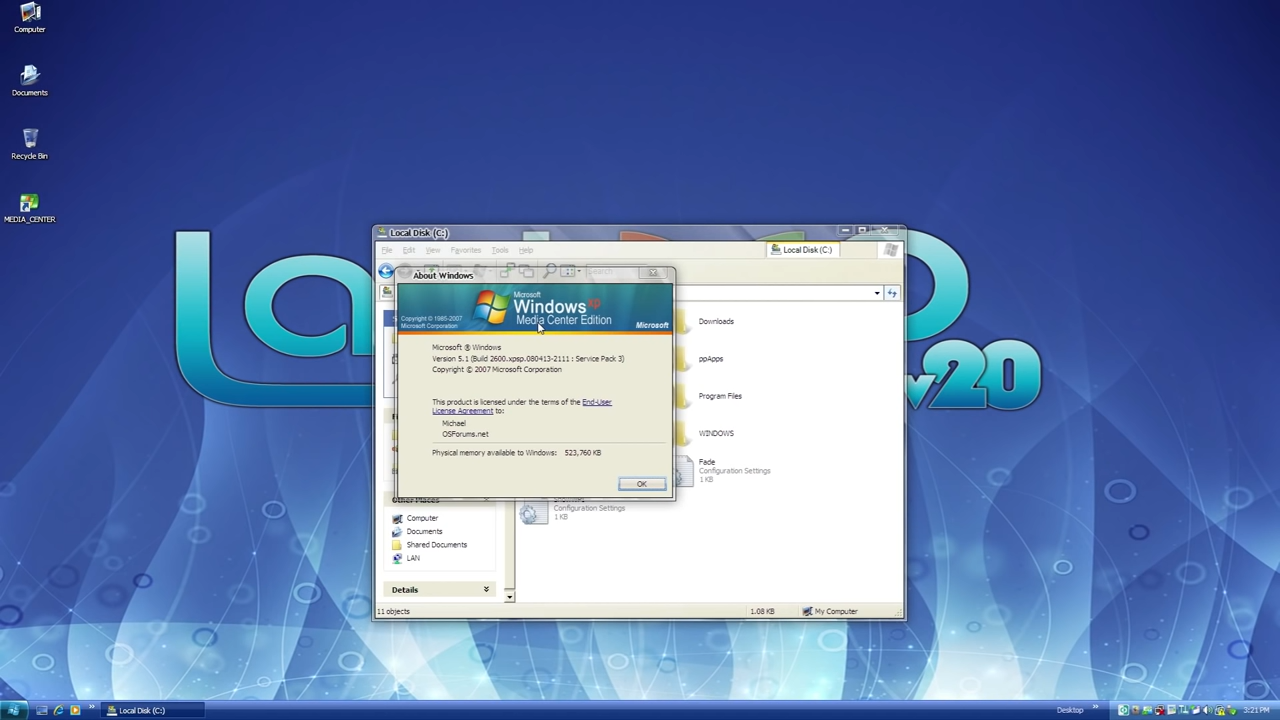 Computer
Documents
Recycle Bin
MEDIA_CENTER
v20
Local Disk (C:)
File Edit View Favorites Tools Help
Local Disk (C:)
Search
About Windows
Microsoft
Windows xp
Media Center Edition
Copyright © 1985-2007
Microsoft Corporation
Microsoft
Microsoft ® Windows
Version 5.1 (Build 2600.xpsp.080413-2111 : Service Pack 3)
Copyright © 2007 Microsoft Corporation
This product is licensed under the terms of the End-User
License Agreement to:
Michael
OSForums.net
Physical memory available to Windows: 523,760 KB
OK
Downloads
ppApps
Program Files
WINDOWS
Fade
Configuration Settings
1 KB
Configuration Settings
1 KB
Other Places
Computer
Documents
Shared Documents
LAN
Details
11 objects
1.08 KB
My Computer
Local Disk (C:)
Desktop
3:21 PM